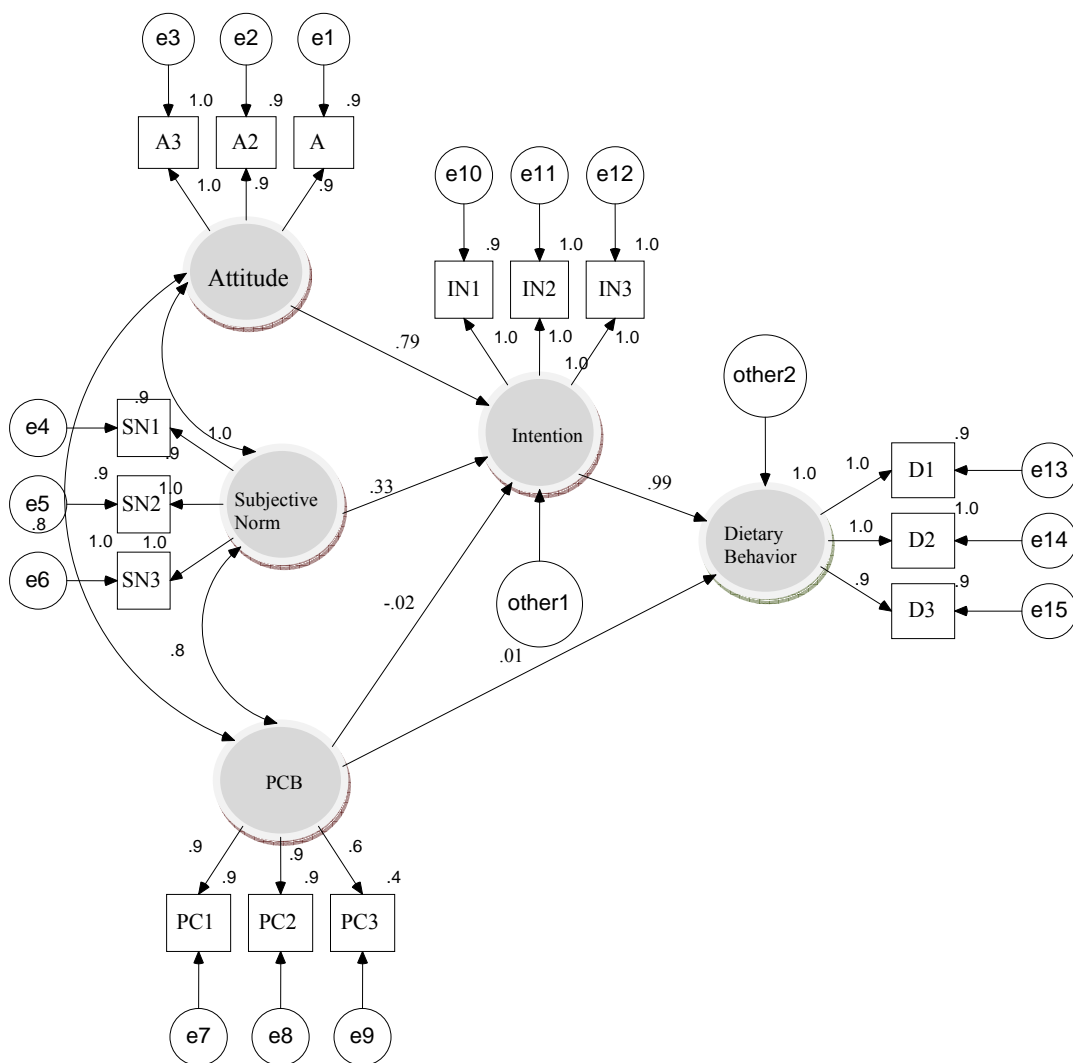 e3 e2 e1
1.0 .9 .9
A3 A2 A
1.0 .9 .9
e10 e11 e12
.9 1.0 1.0
Attitude
IN1 IN2 IN3
1.0 1.0 1.0
.79
1.0
other2
.9
e4 SN1
1.0
.9
Intention
1.0 1.0 .9
D1 e13
.9
e5 SN2 1.0
Subjective
Norm
.33
.99
.8
1.0
1.0 D2 e14
Dietary
Behavior
1.0 1.0
e6 SN3
.9 .9
D3 e15
-.02
other1
.8
.01
PCB
.9 .9 .6
.9 .9 .4
PC1 PC2 PC3
e7 e8 e9